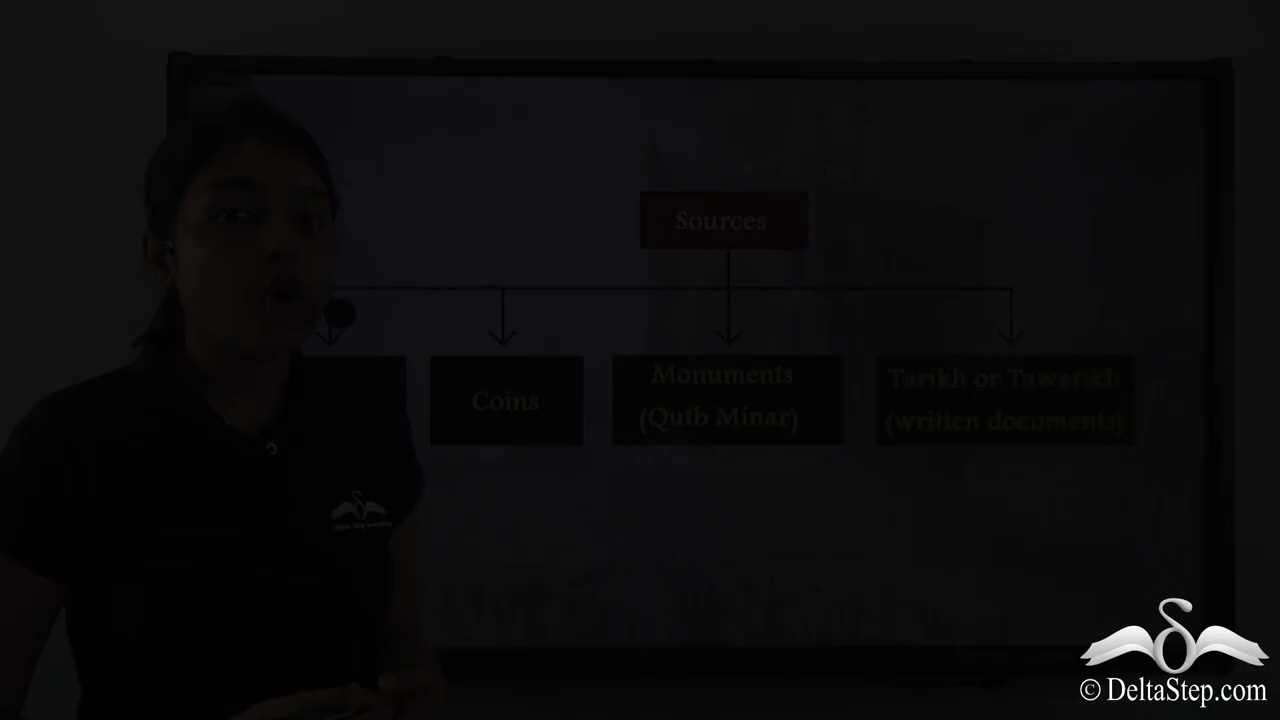 Sources
Coins
Monuments
(Qutb Minar)
Tarikh or Tawarikh
(written documents)
© DeltaStep.com